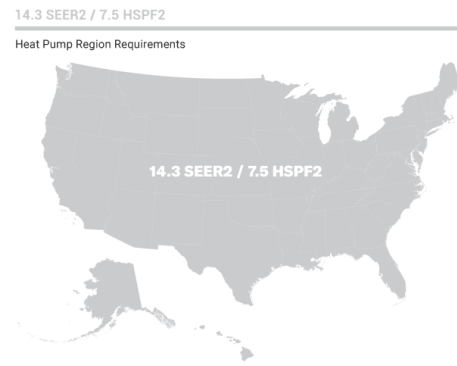 14.3 SEER2 / 7.5 HSPF2
Heat Pump Region Requirements
14.3 SEER2 / 7.5 HSPF2